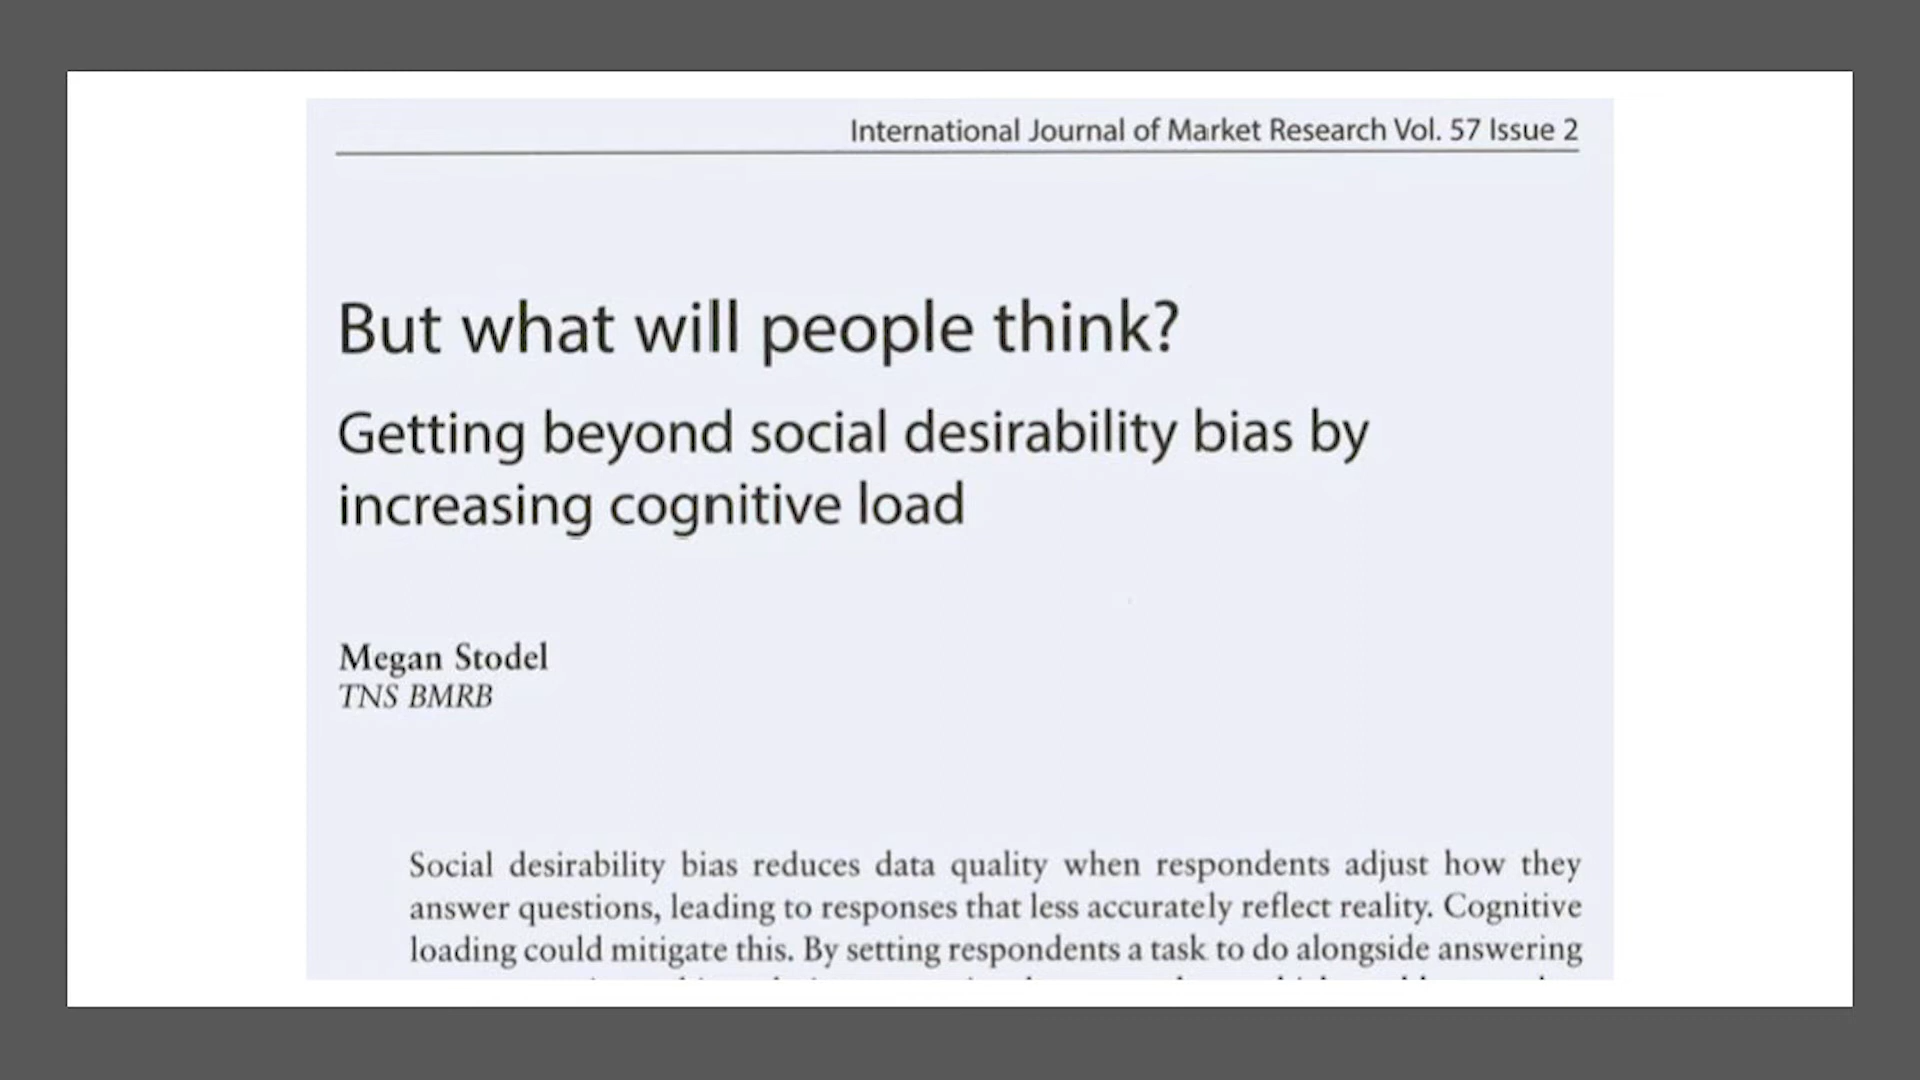 International Journal of Market Research Vol. 57 Issue 2
But what will people think?
Getting beyond social desirability bias by
increasing cognitive load
Megan Stodel
TNS BMRB
Social desirability bias reduces data quality when respondents adjust how they
answer questions, leading to responses that less accurately reflect reality. Cognitive
loading could mitigate this. By setting respondents a task to do alongside answering